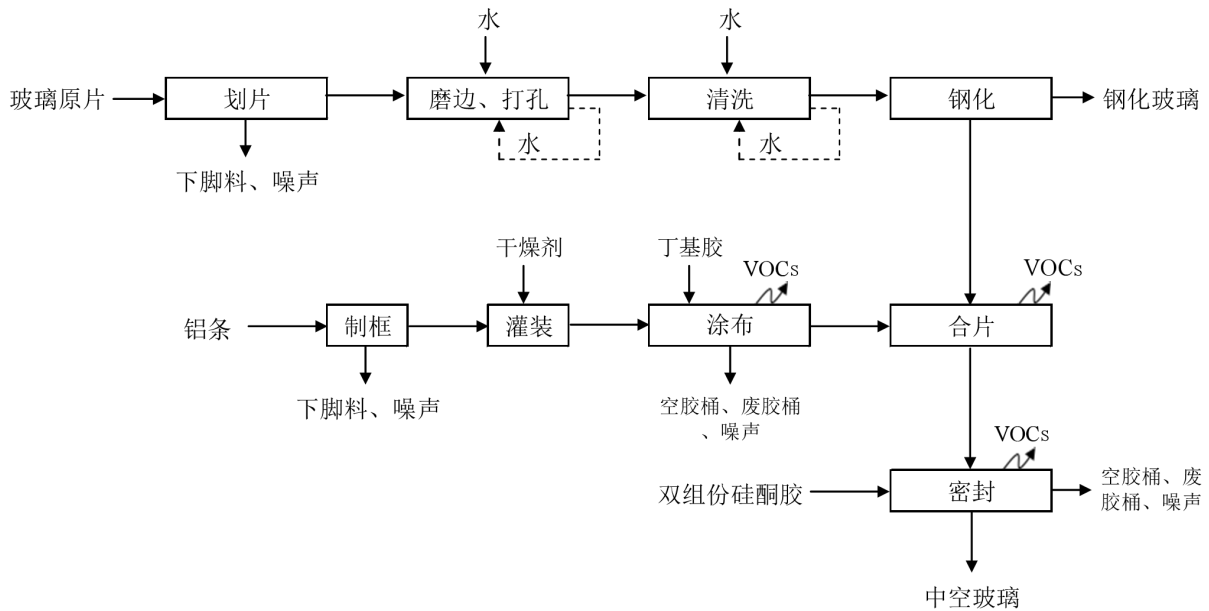 水
水
玻璃原片
划片
磨边、打孔
清洗
钢化
钢化玻璃
水
水
下脚料、噪声
干燥剂
丁基胶
VOCs
VOCs
铝条
制框
灌装
涂布
合片
下脚料、噪声
空胶桶、废胶桶
、噪声
VOCs
双组份硅酮胶
密封
空胶桶、废
胶桶、噪声
中空玻璃